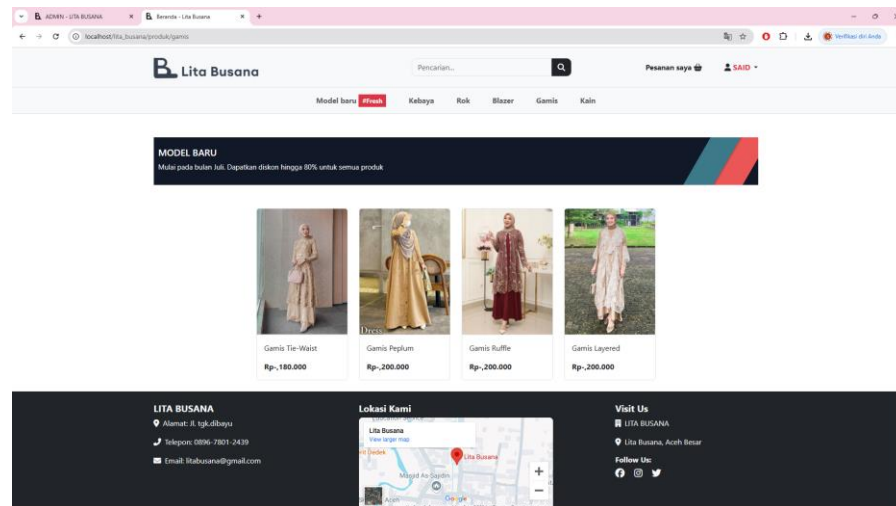 ADMIN - LITA BUSANA
Beranda - Lita Busana
localhost/lita_busana/produk/gamis
Verifikasi diri Anda
Lita Busana
Pencarian...
Pesanan saya
SAID
Model baru #Fresh Kebaya Rok Blazer Gamis Kain
MODEL BARU
Mulai pada bulan Juli. Dapatkan diskon hingga 80% untuk semua produk
Dress
Gamis Tie-Waist
Rp-,180.000
Gamis Peplum
Rp-,200.000
Gamis Ruffle
Rp-,200.000
Gamis Layered
Rp-,200.000
LITA BUSANA
Alamat: Jl. tgk.dibayu
Telepon: 0896-7801-2439
Email: litabusana@gmail.com
Lokasi Kami
Lita Busana
View larger map
Lita Busana
Google
Visit Us
LITA BUSANA
Lita Busana, Aceh Besar
Follow Us: